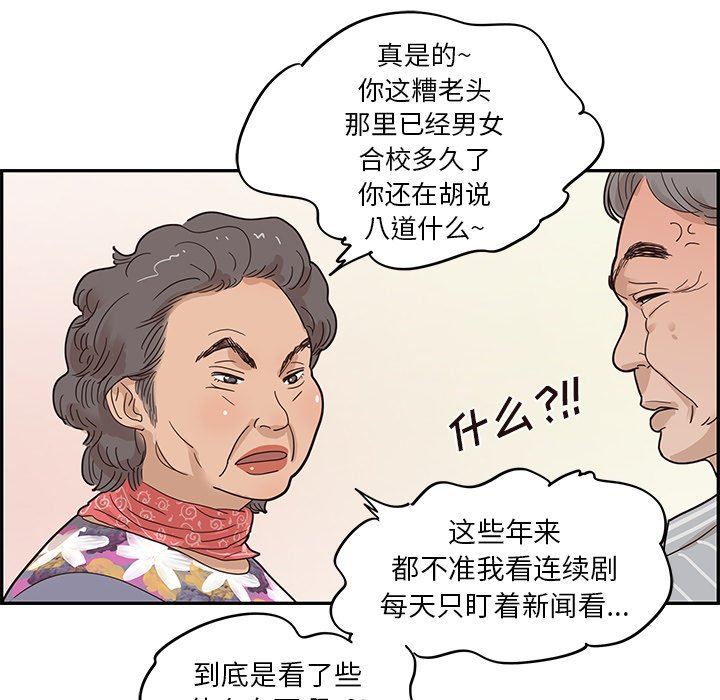 真是的~
你这糟老头
那里已经男女
合校多久了
你还在胡说
八道什么~
什么?!!
这些年来
都不准我看连续剧
每天只盯着新闻看...
到底是看了些